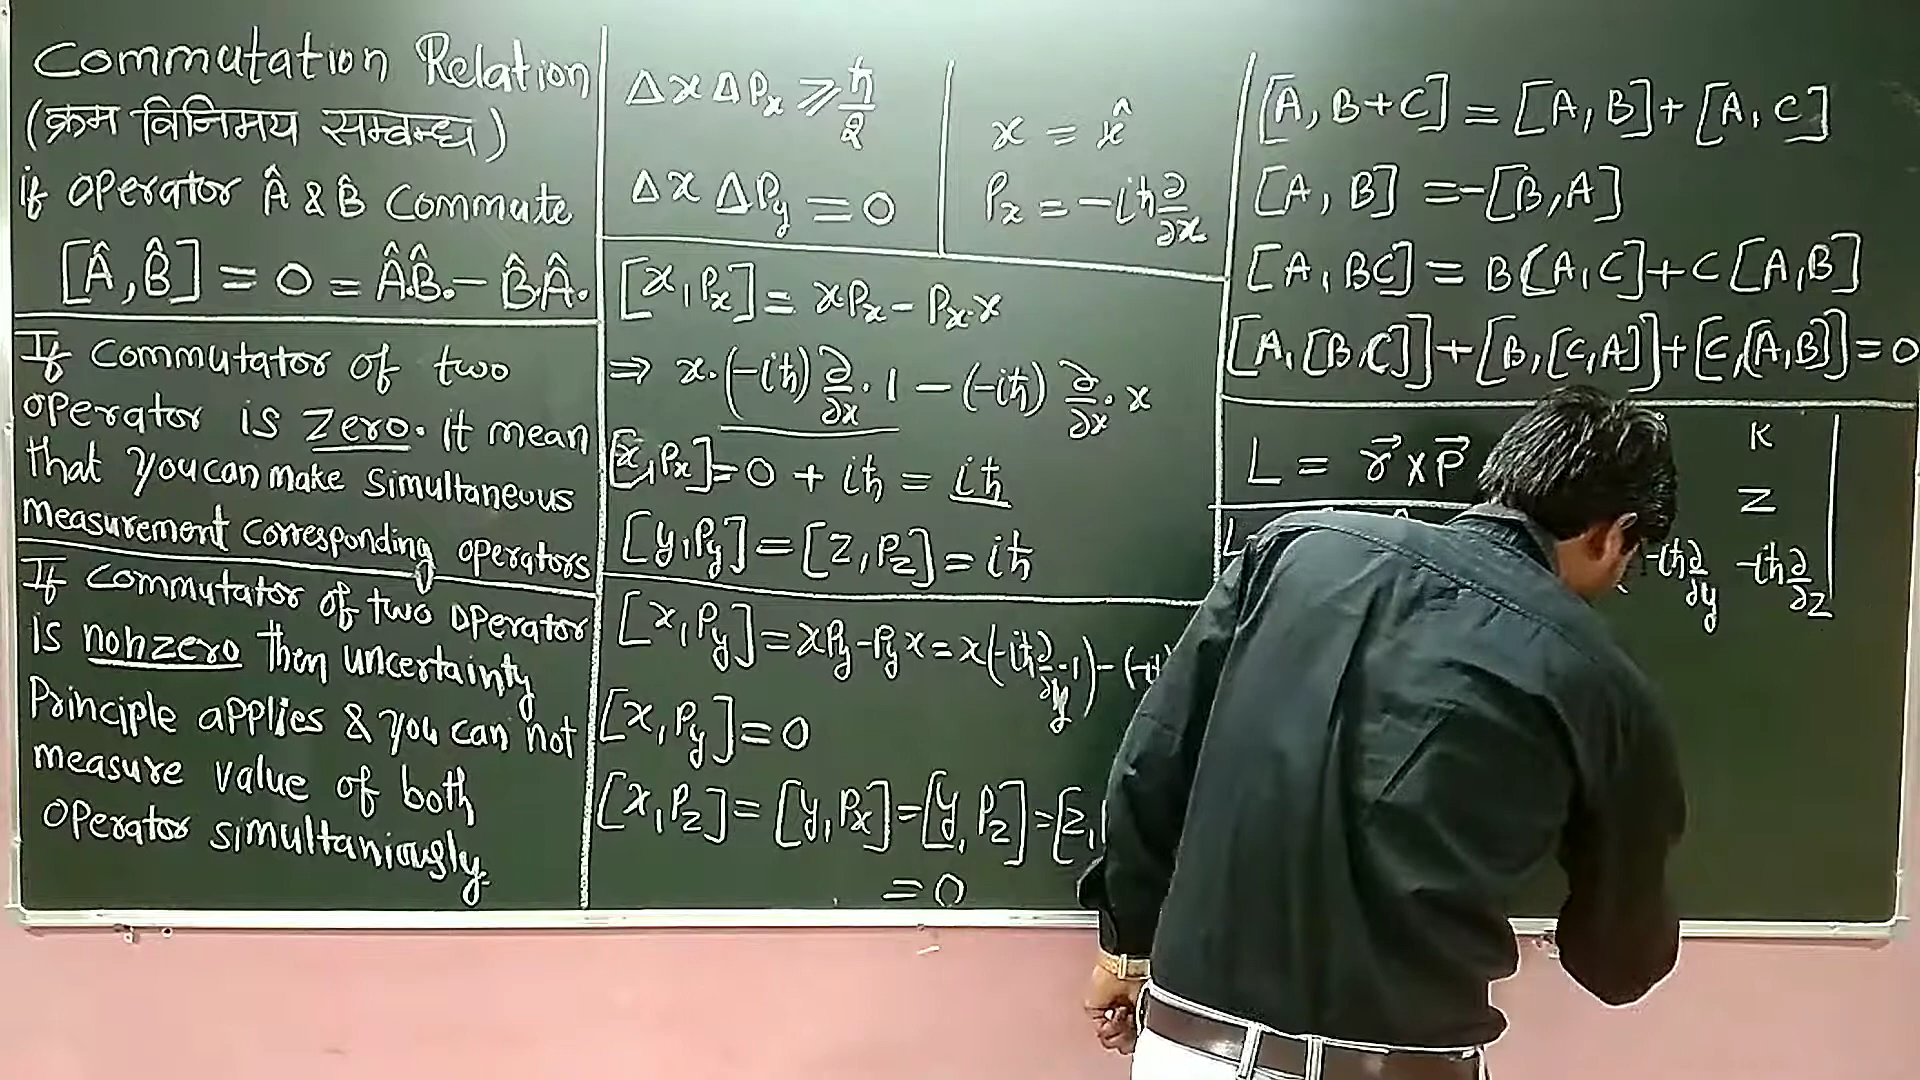 Commutation Relation
(क्रम विनिमय सम्बन्ध)
if operator Â & B̂ Commute
[Â, B̂] = 0 = Â.B̂. - B̂.Â.
If commutator of two
operator is Zero. it mean
that you can make simultaneous
measurement corresponding operators
If commutator of two operator
is nonzero then uncertainty
Principle applies & you can not
measure value of both
operator simultaniously.
Δx ΔPx ⩾ ħ/2
Δx ΔPy = 0
x = x̂
Px = -iħ ∂/∂x
[x, Px] = xPx - Px.x
⇒ x.(-iħ) ∂/∂x . 1 - (-iħ) ∂/∂x . x
[x, Px] = 0 + iħ = iħ
[y, Py] = [z, Pz] = iħ
[x, Py] = xPy - Py x = x(-iħ ∂/∂y . 1) - (-iħ
[x, Py] = 0
[x, Pz] = [y, Px] = [y, Pz] = [z,
= 0
[A, B+C] = [A, B] + [A, C]
[A, B] = -[B, A]
[A, BC] = B[A, C] + C[A, B]
[A, [B, C]] + [B, [C, A]] + [C, [A, B]] = 0
L = r⃗ x P⃗
K
Z
-iħ ∂/∂y -iħ ∂/∂z